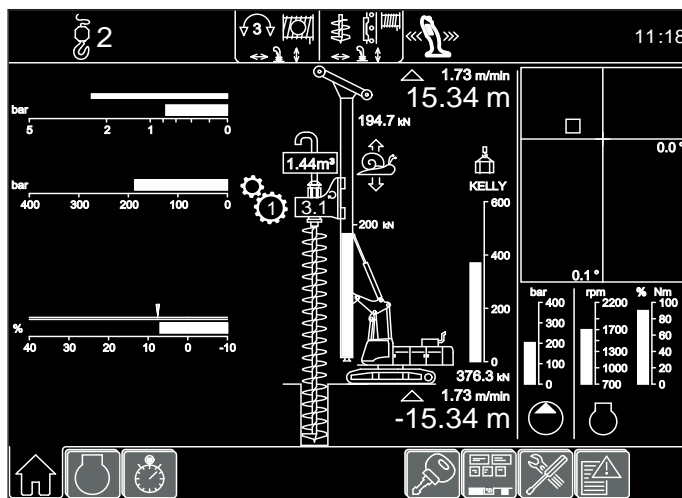 2
3
11:18
1.73 m/min
15.34 m
bar
5 2 1 0
194.7 kN
0.0°
1.44m³
bar
400 300 200 100 0
1
3.1
KELLY
600
400
200
0
200 kN
376.3 kN
0.1°
% 
40 30 20 10 0 -10
1.73 m/min
-15.34 m
bar
400
300
200
100
0
rpm
2200
1700
1300
1000
700
% Nm
100
80
60
40
20
0